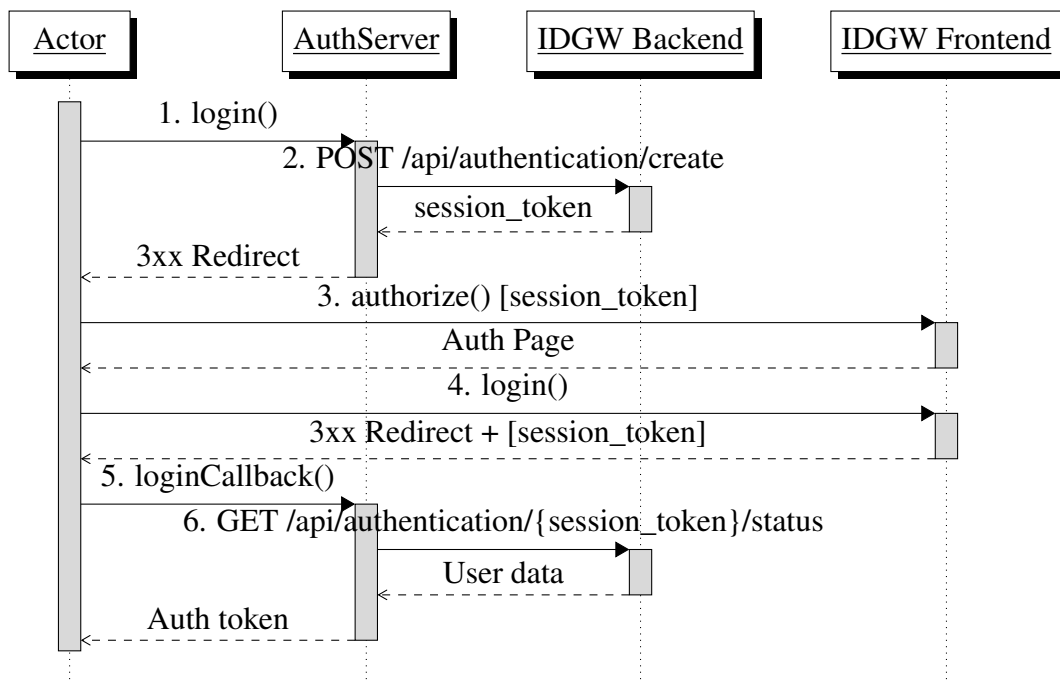 Actor AuthServer IDGW Backend IDGW Frontend
1. login()
2. POST /api/authentication/create
session_token
3xx Redirect
3. authorize() [session_token]
Auth Page
4. login()
3xx Redirect + [session_token]
5. loginCallback()
6. GET /api/authentication/{session_token}/status
User data
Auth token